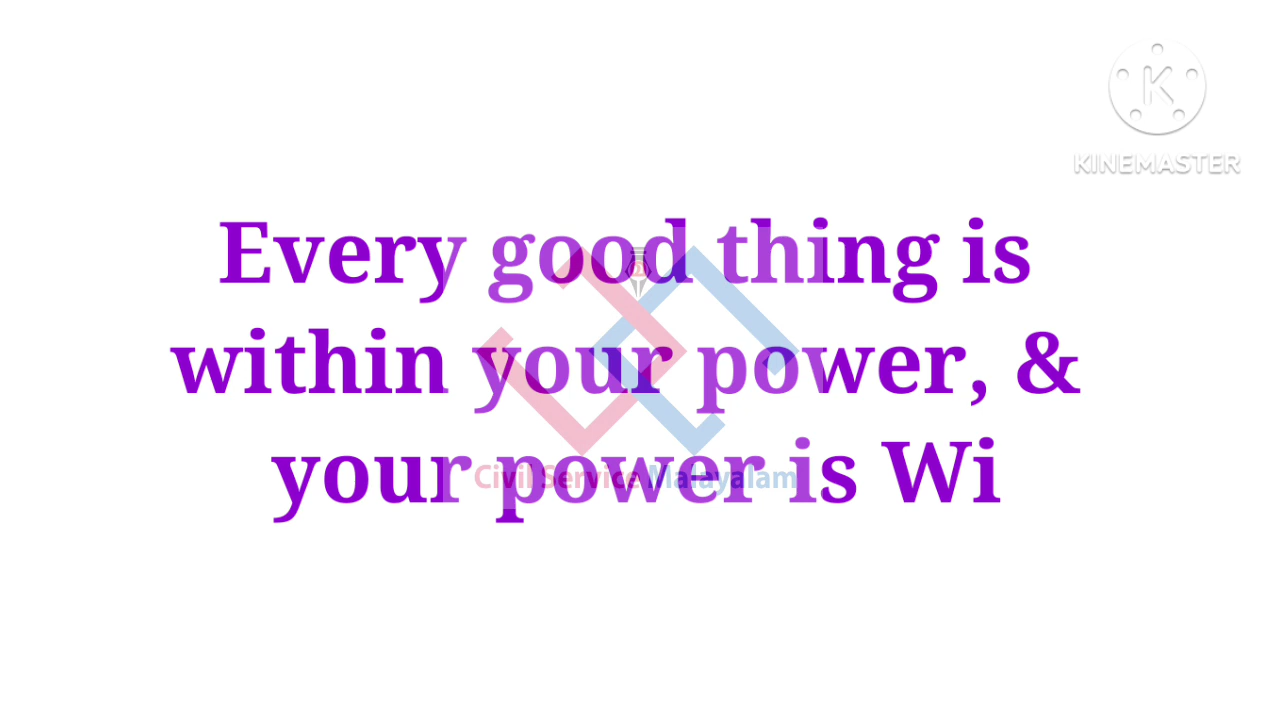 KINEMASTER
Every good thing is
within your power, &
your power is Wi
Civil Service Malayalam